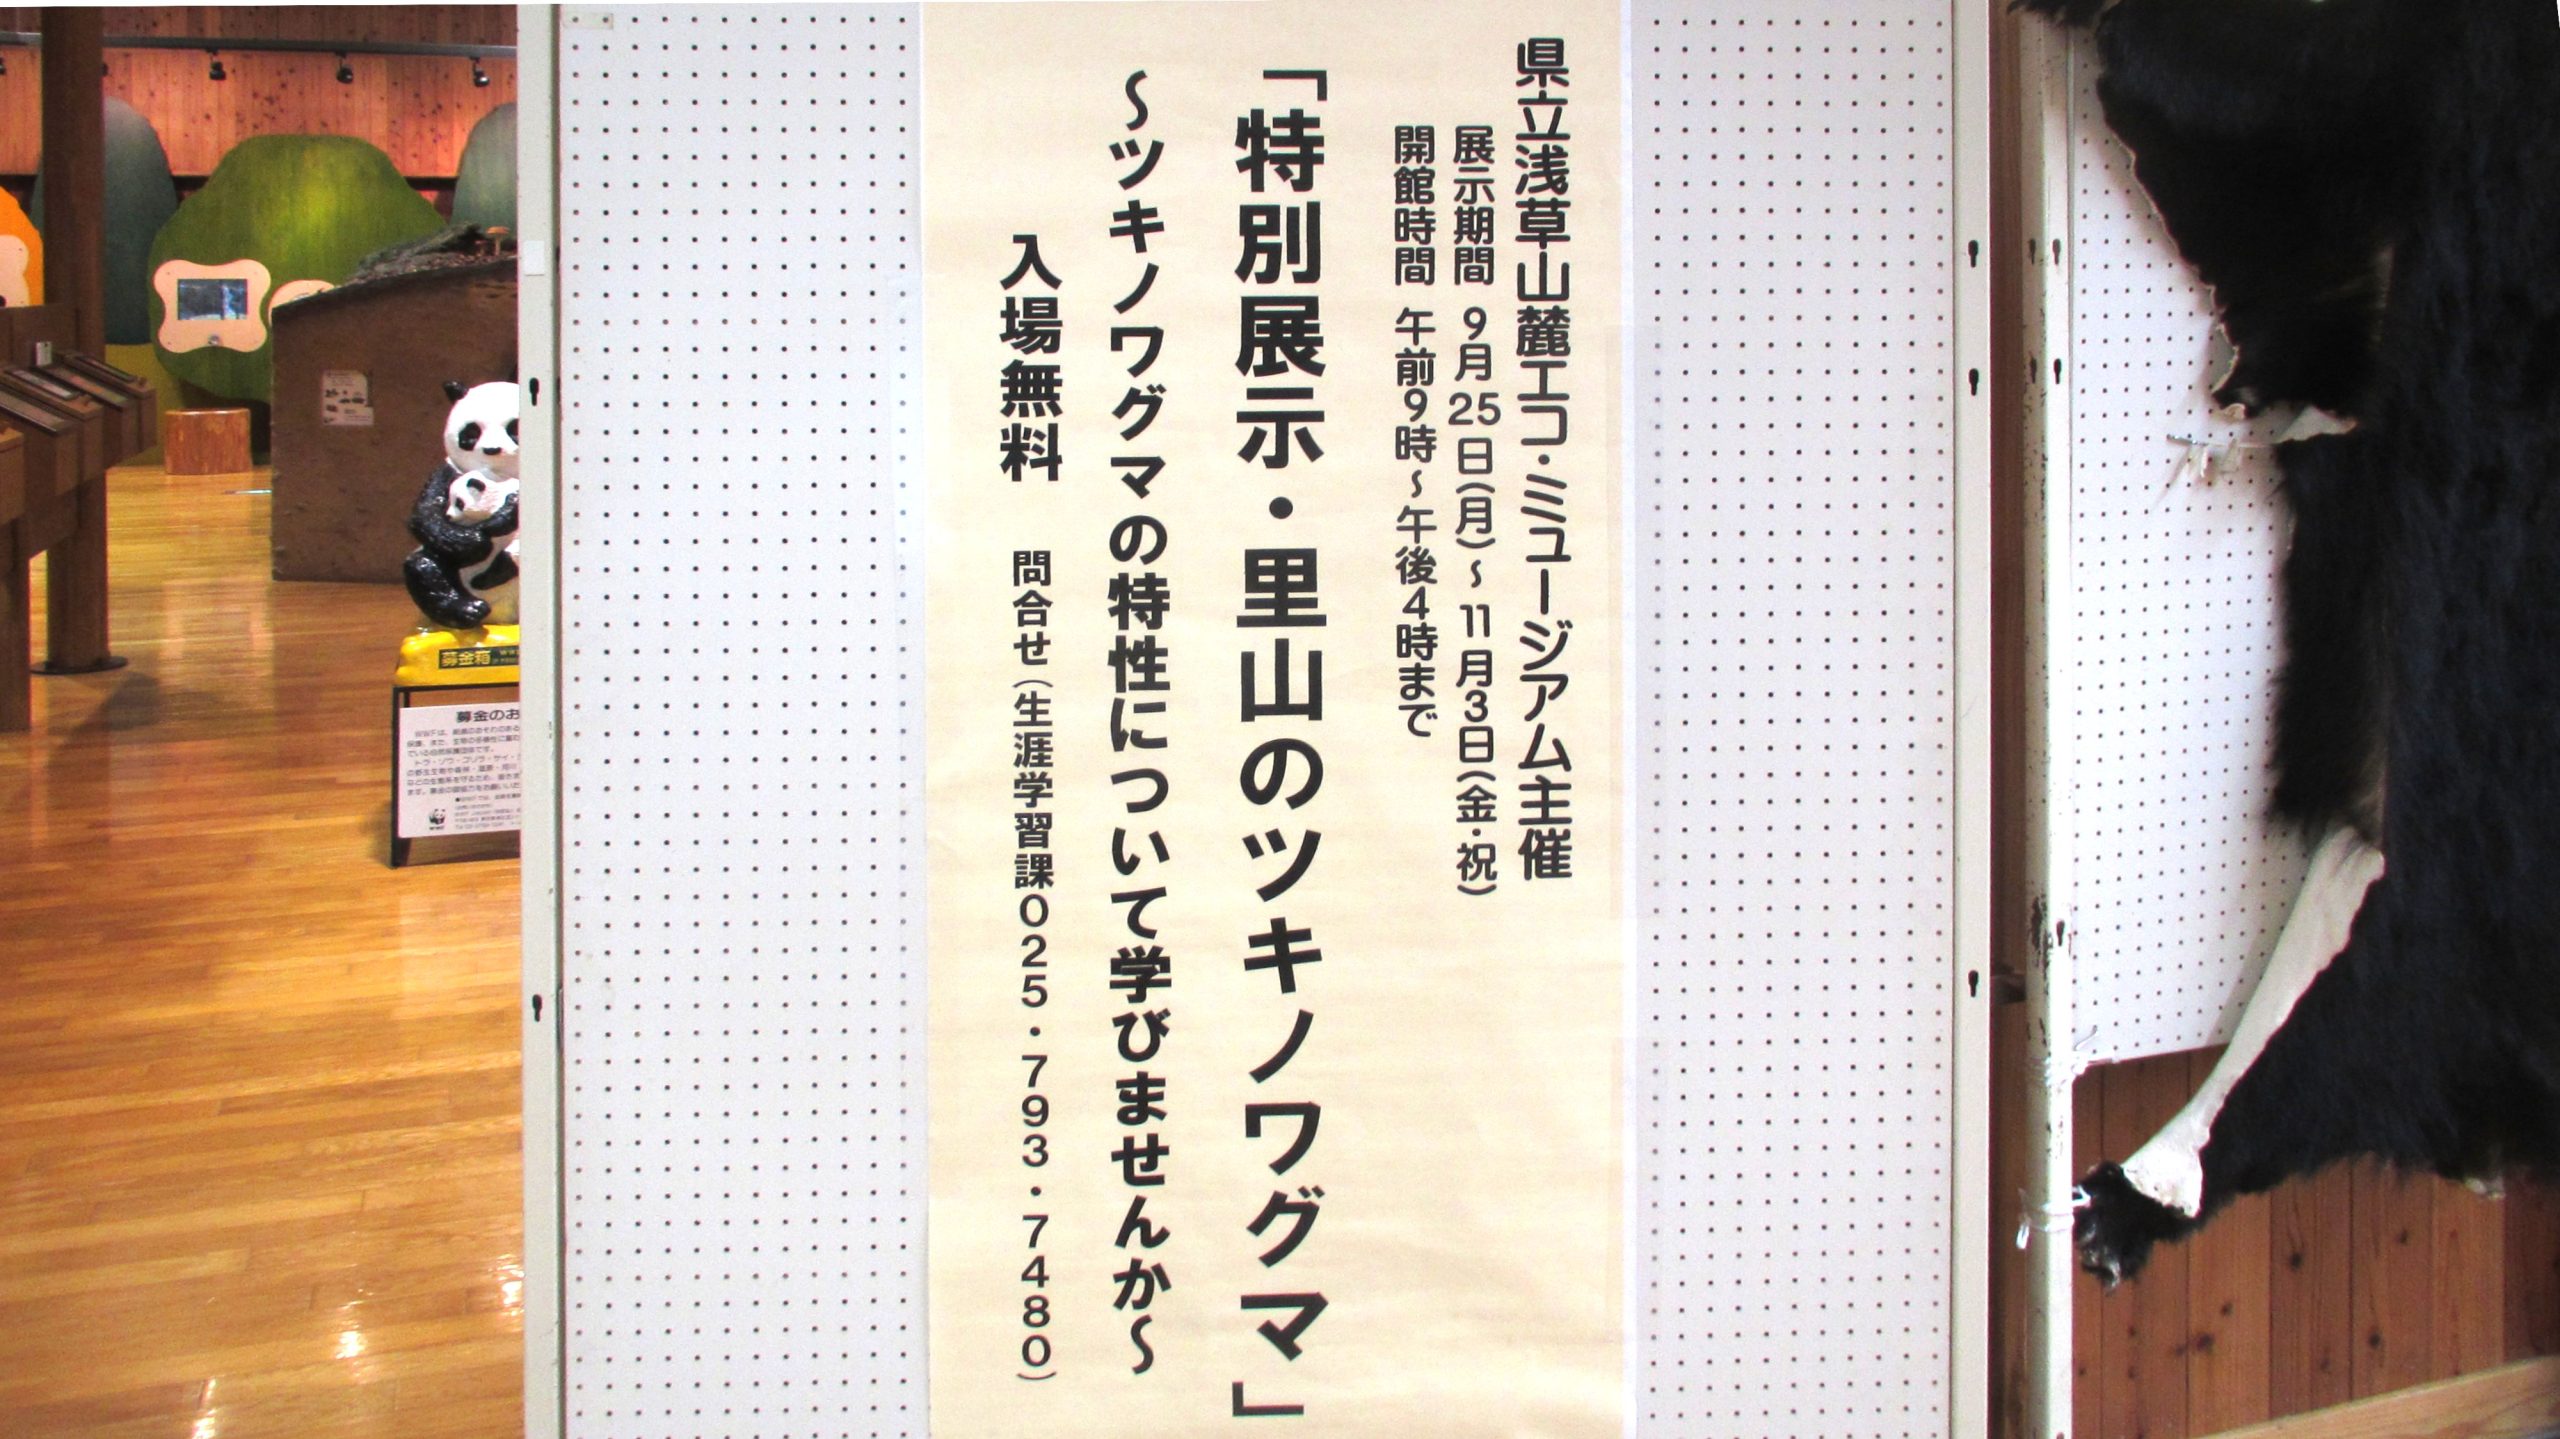 県立浅草山麓エコ・ミュージアム主催
展示期間 9月25日(月)～11月3日(金・祝)
開館時間 午前9時～午後4時まで
「特別展示・里山のツキノワグマ」
～ツキノワグマの特性について学びませんか～
入場無料 問合せ(生涯学習課025・793・7480)
募金箱
募金のお